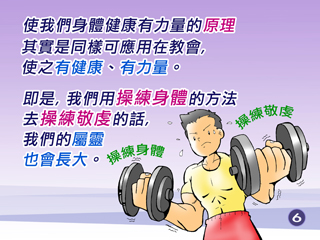 使我們身體健康有力量的原理
其實是同樣可應用在教會,
使之有健康、有力量。
即是, 我們用操練身體的方法
去操練敬虔的話,
我們的屬靈
也會長大。
操練身體
操練敬虔
6